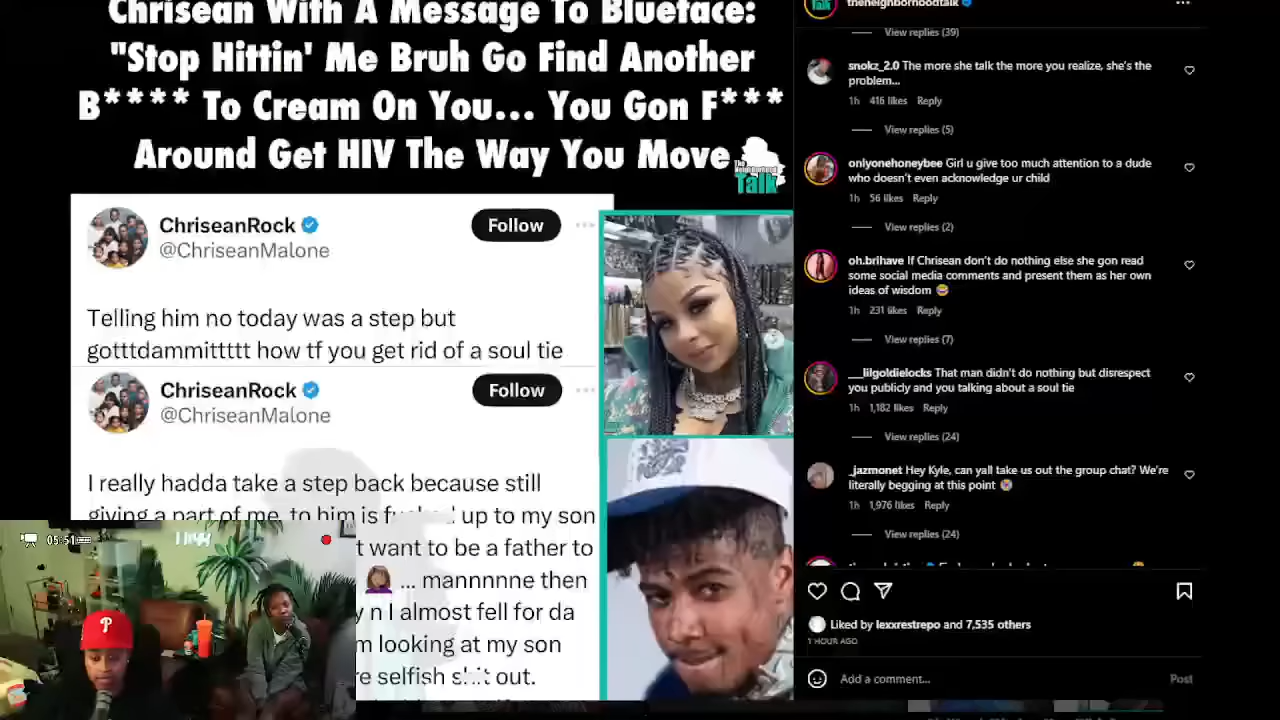 Chrisean With A Message To Blueface:
"Stop Hittin' Me Bruh Go Find Another
B**** To Cream On You... You Gon F***
Around Get HIV The Way You Move
The
Neighborhood
Talk
ChriseanRock
@ChriseanMalone
Follow
Telling him no today was a step but
gotttdammittttt how tf you get rid of a soul tie
ChriseanRock
@ChriseanMalone
Follow
I really hadda take a step back because still
giving a part of me to him is up to my son
t want to be a father to
... mannnnne then
y n I almost fell for da
m looking at my son
re selfish out.
05:51
P
theneighborhoodtalk
View replies (39)
snokz_2.0 The more she talk the more you realize, she's the
problem...
1h 416 likes Reply
View replies (5)
onlyonehoneybee Girl u give too much attention to a dude
who doesn't even acknowledge ur child
1h 56 likes Reply
View replies (2)
oh.brihave If Chrisean don't do nothing else she gon read
some social media comments and present them as her own
ideas of wisdom 😂
1h 231 likes Reply
View replies (7)
___lilgoldielocks That man didn't do nothing but disrespect
you publicly and you talking about a soul tie
1h 1,182 likes Reply
View replies (24)
_jazmonet Hey Kyle, can yall take us out the group chat? We're
literally begging at this point
1h 1,976 likes Reply
View replies (24)
Liked by lexxrestrepo and 7,535 others
1 HOUR AGO
Add a comment...
Post